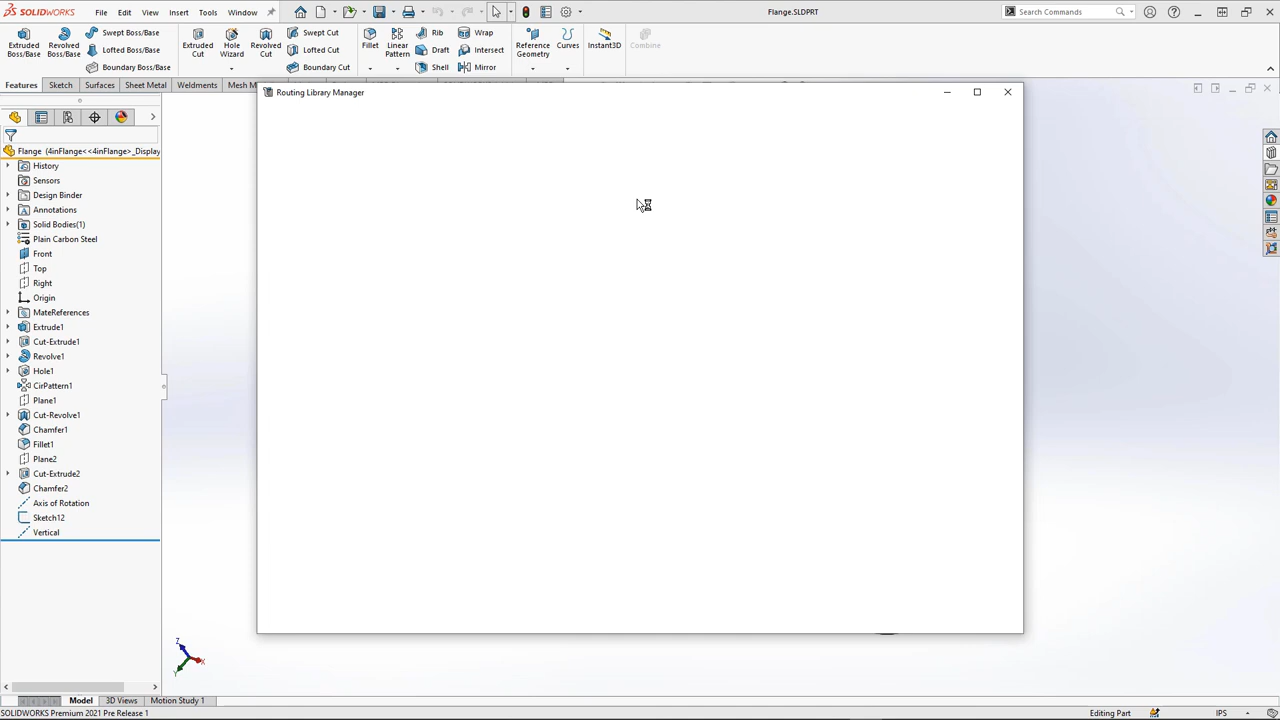 SOLIDWORKS File Edit View Insert Tools Window Flange.SLDPRT Search Commands
Extruded Boss/Base
Revolved Boss/Base
Swept Boss/Base
Lofted Boss/Base
Boundary Boss/Base
Extruded Cut
Hole Wizard
Revolved Cut
Swept Cut
Lofted Cut
Boundary Cut
Fillet
Linear Pattern
Rib
Draft
Shell
Wrap
Intersect
Mirror
Reference Geometry
Curves
Instant3D
Combine
Features Sketch Surfaces Sheet Metal Weldments Mesh M
Routing Library Manager
Flange (4inFlange<<4inFlange>_Display
History
Sensors
Design Binder
Annotations
Solid Bodies(1)
Plain Carbon Steel
Front
Top
Right
Origin
MateReferences
Extrude1
Cut-Extrude1
Revolve1
Hole1
CirPattern1
Plane1
Cut-Revolve1
Chamfer1
Fillet1
Plane2
Cut-Extrude2
Chamfer2
Axis of Rotation
Sketch12
Vertical
Z
X
Y
Model 3D Views Motion Study 1
SOLIDWORKS Premium 2021 Pre Release 1 Editing Part IPS